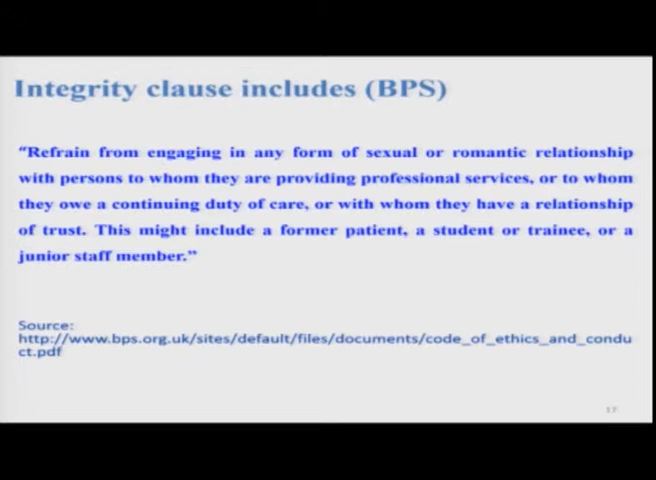 Integrity clause includes (BPS)
“Refrain from engaging in any form of sexual or romantic relationship
with persons to whom they are providing professional services, or to whom
they owe a continuing duty of care, or with whom they have a relationship
of trust. This might include a former patient, a student or trainee, or a
junior staff member.”
Source:
http://www.bps.org.uk/sites/default/files/documents/code_of_ethics_and_condu
ct.pdf
17